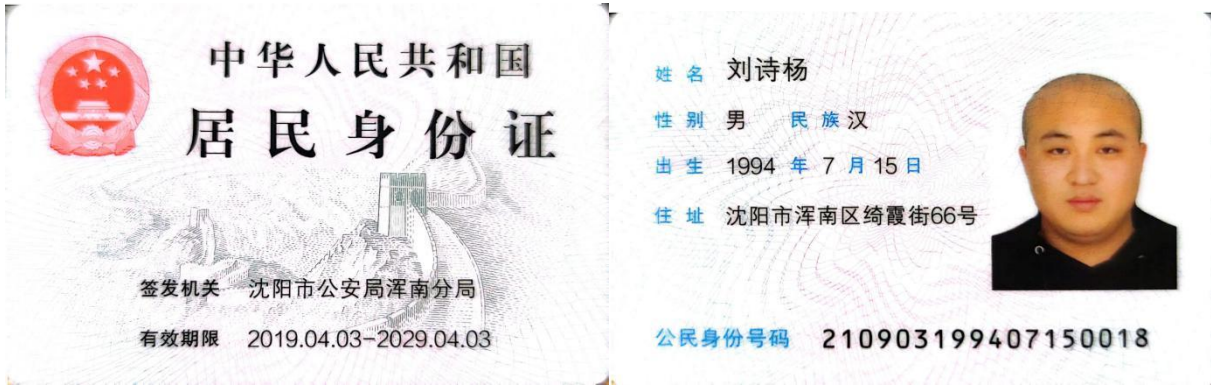 中华人民共和国
居民身份证
签发机关 沈阳市公安局浑南分局
有效期限 2019.04.03-2029.04.03
姓名 刘诗杨
性别 男 民族 汉
出生 1994 年 7 月 15 日
住址 沈阳市浑南区绮霞街66号
公民身份号码 210903199407150018